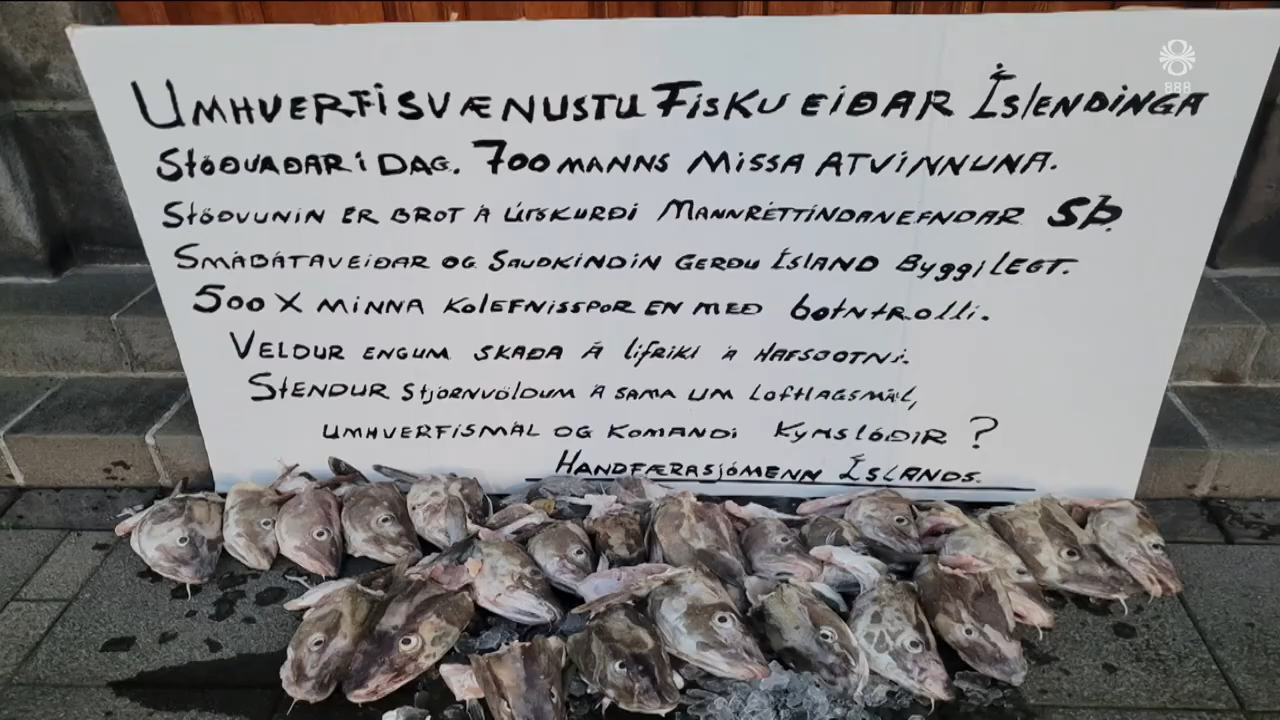 888
UMHVERFISVÆNUSTU FISKVEIÐAR ÍSLENDINGA
STÖÐVAÐAR Í DAG. 700 MANNS MISSA ATVINNUNA.
STÖÐVUNIN ER BROT Á ÚRSKURÐI MANNRÉTTINDANEFNDAR SÞ.
SMÁBÁTAVEIÐAR OG SAUÐKINDIN GERÐU ÍSLAND BYGGILEGT.
500 X MINNA KOLEFNISSPOR EN MEÐ botntrolli.
VELDUR ENGUM SKAÐA Á lífríki Á HAFSBOTNI.
STENDUR STJÓRNVÖLDUM Á SAMA UM LOFTLAGSMÁL,
UMHVERFISMÁL OG KOMANDI KYNSLÓÐIR ?
HANDFÆRASJÓMENN ÍSLANDS.